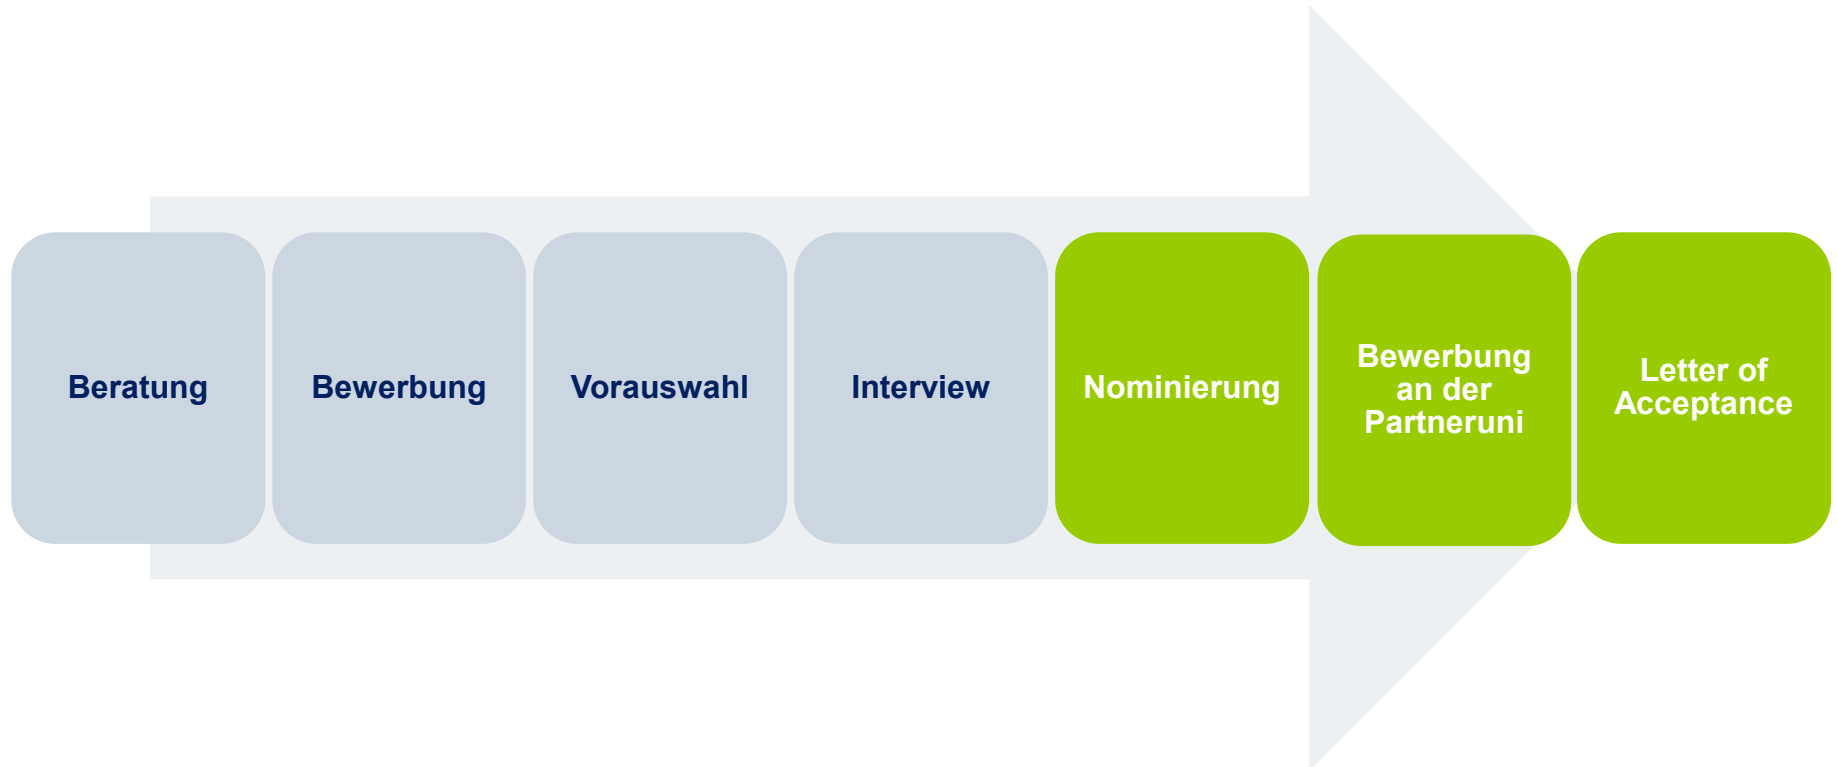 Beratung
Bewerbung
Vorauswahl
Interview
Nominierung
Bewerbung
an der
Partneruni
Letter of
Acceptance